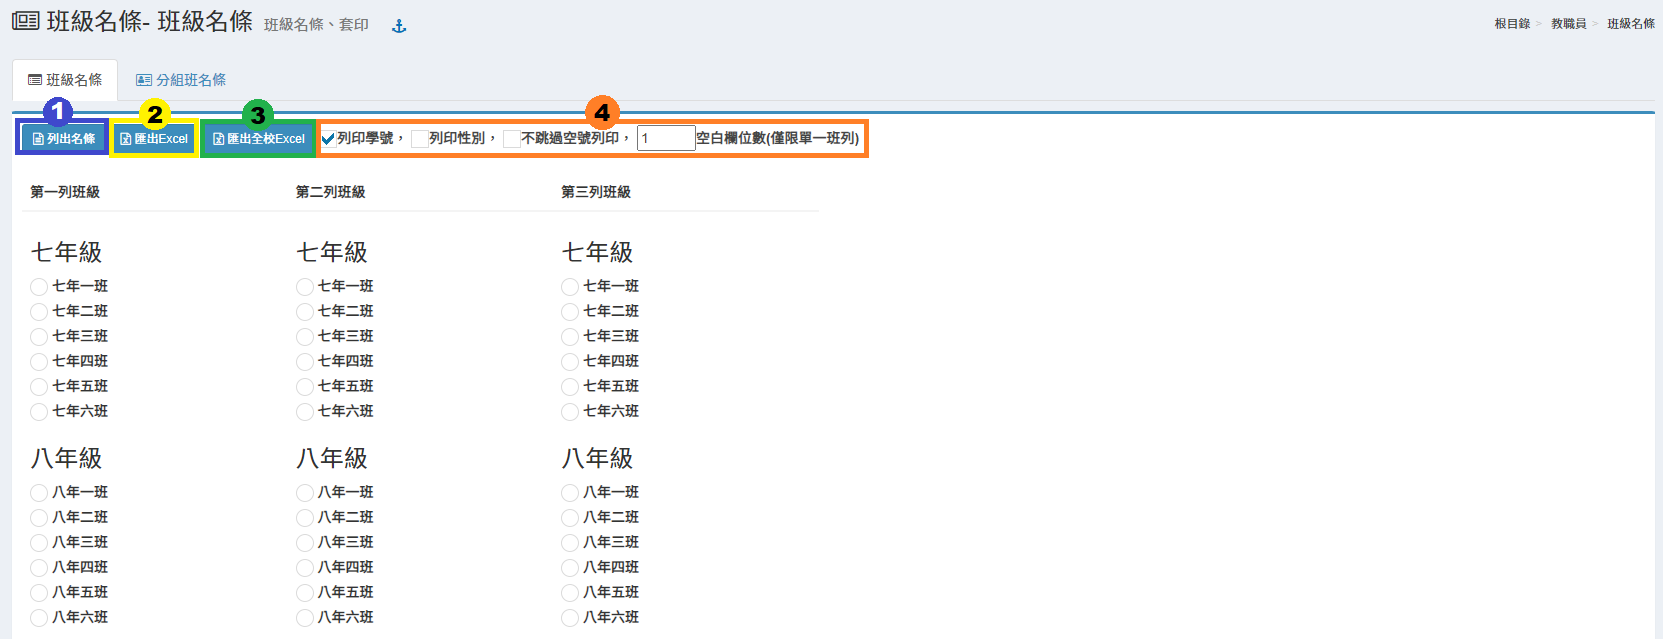 班級名條- 班級名條 班級名條、套印
根目錄 > 教職員 > 班級名條
班級名條 分組班名條
1 2 3 4
列出名條 匯出Excel 匯出全校Excel 列印學號， 列印性別， 不跳過空號列印， 1 空白欄位數(僅限單一班列)
第一列班級 第二列班級 第三列班級
七年級 七年級 七年級
七年一班 七年一班 七年一班
七年二班 七年二班 七年二班
七年三班 七年三班 七年三班
七年四班 七年四班 七年四班
七年五班 七年五班 七年五班
七年六班 七年六班 七年六班
八年級 八年級 八年級
八年一班 八年一班 八年一班
八年二班 八年二班 八年二班
八年三班 八年三班 八年三班
八年四班 八年四班 八年四班
八年五班 八年五班 八年五班
八年六班 八年六班 八年六班